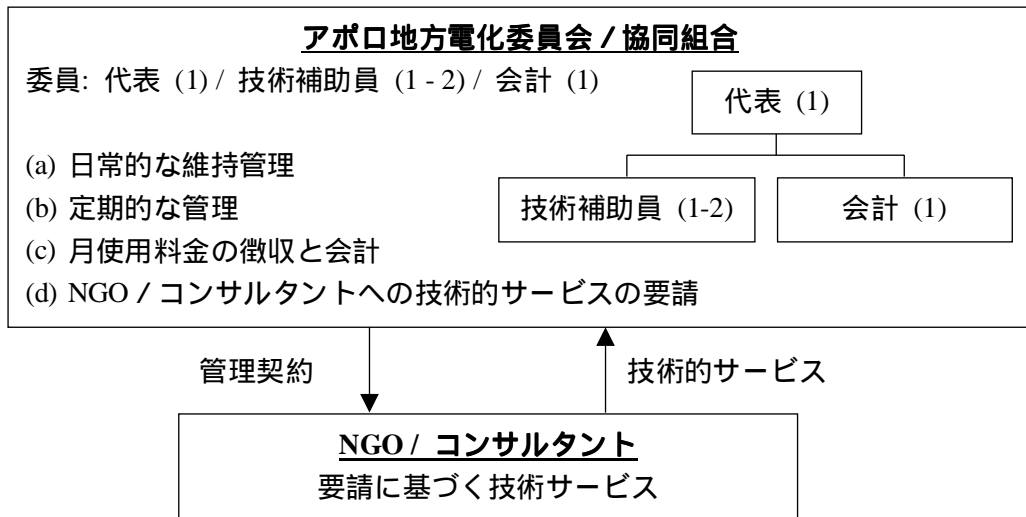 アポロ地方電化委員会 / 協同組合
委員: 代表 (1) / 技術補助員 (1 - 2) / 会計 (1)
代表 (1)
技術補助員 (1-2)
会計 (1)
(a) 日常的な維持管理
(b) 定期的な管理
(c) 月使用料金の徴収と会計
(d) NGO / コンサルタントへの技術的サービスの要請
管理契約
技術的サービス
NGO / コンサルタント
要請に基づく技術サービス